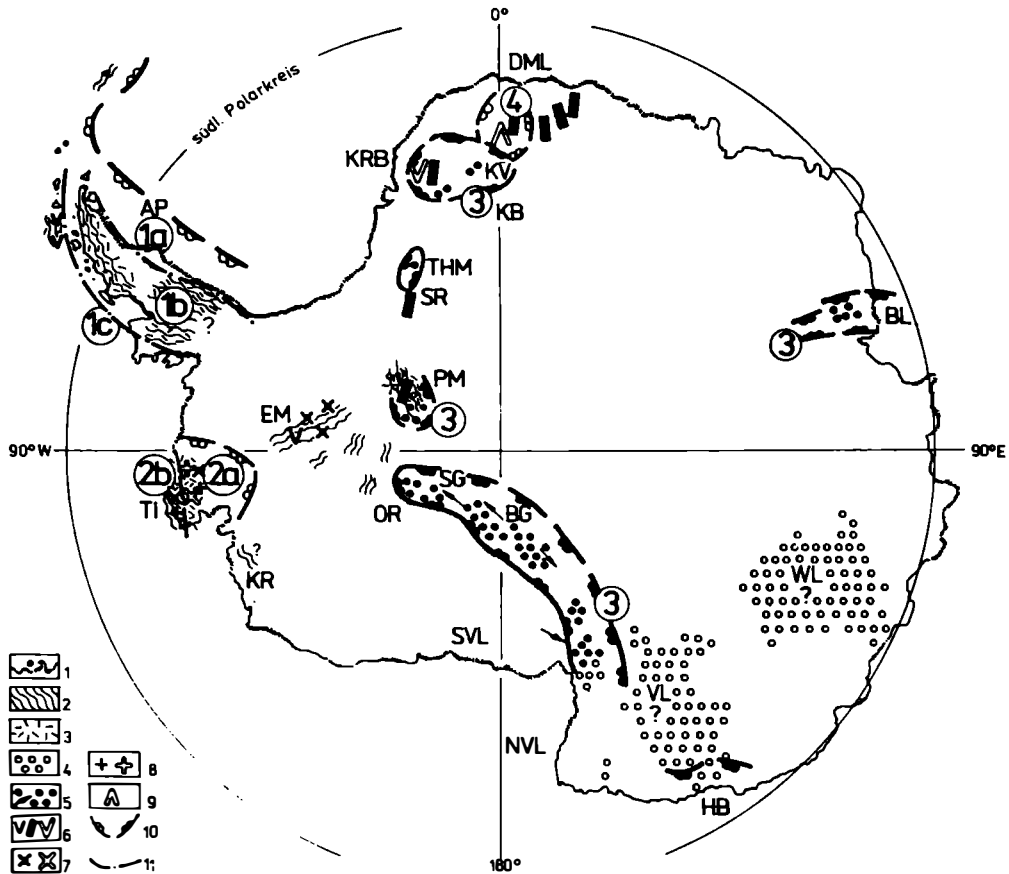 0°
DML
südl. Polarkreis
4
KRB
KV
3
KB
AP
1a
THM
SR
1b
?
1c
BL
3
PM
EM
3
90°W
90°E
2b
2a
SG
TI
OR
BG
?
KR
WL
?
3
SVL
VL
?
NVL
HB
180°
1
2
3
4
8
5
9
6
10
7
11